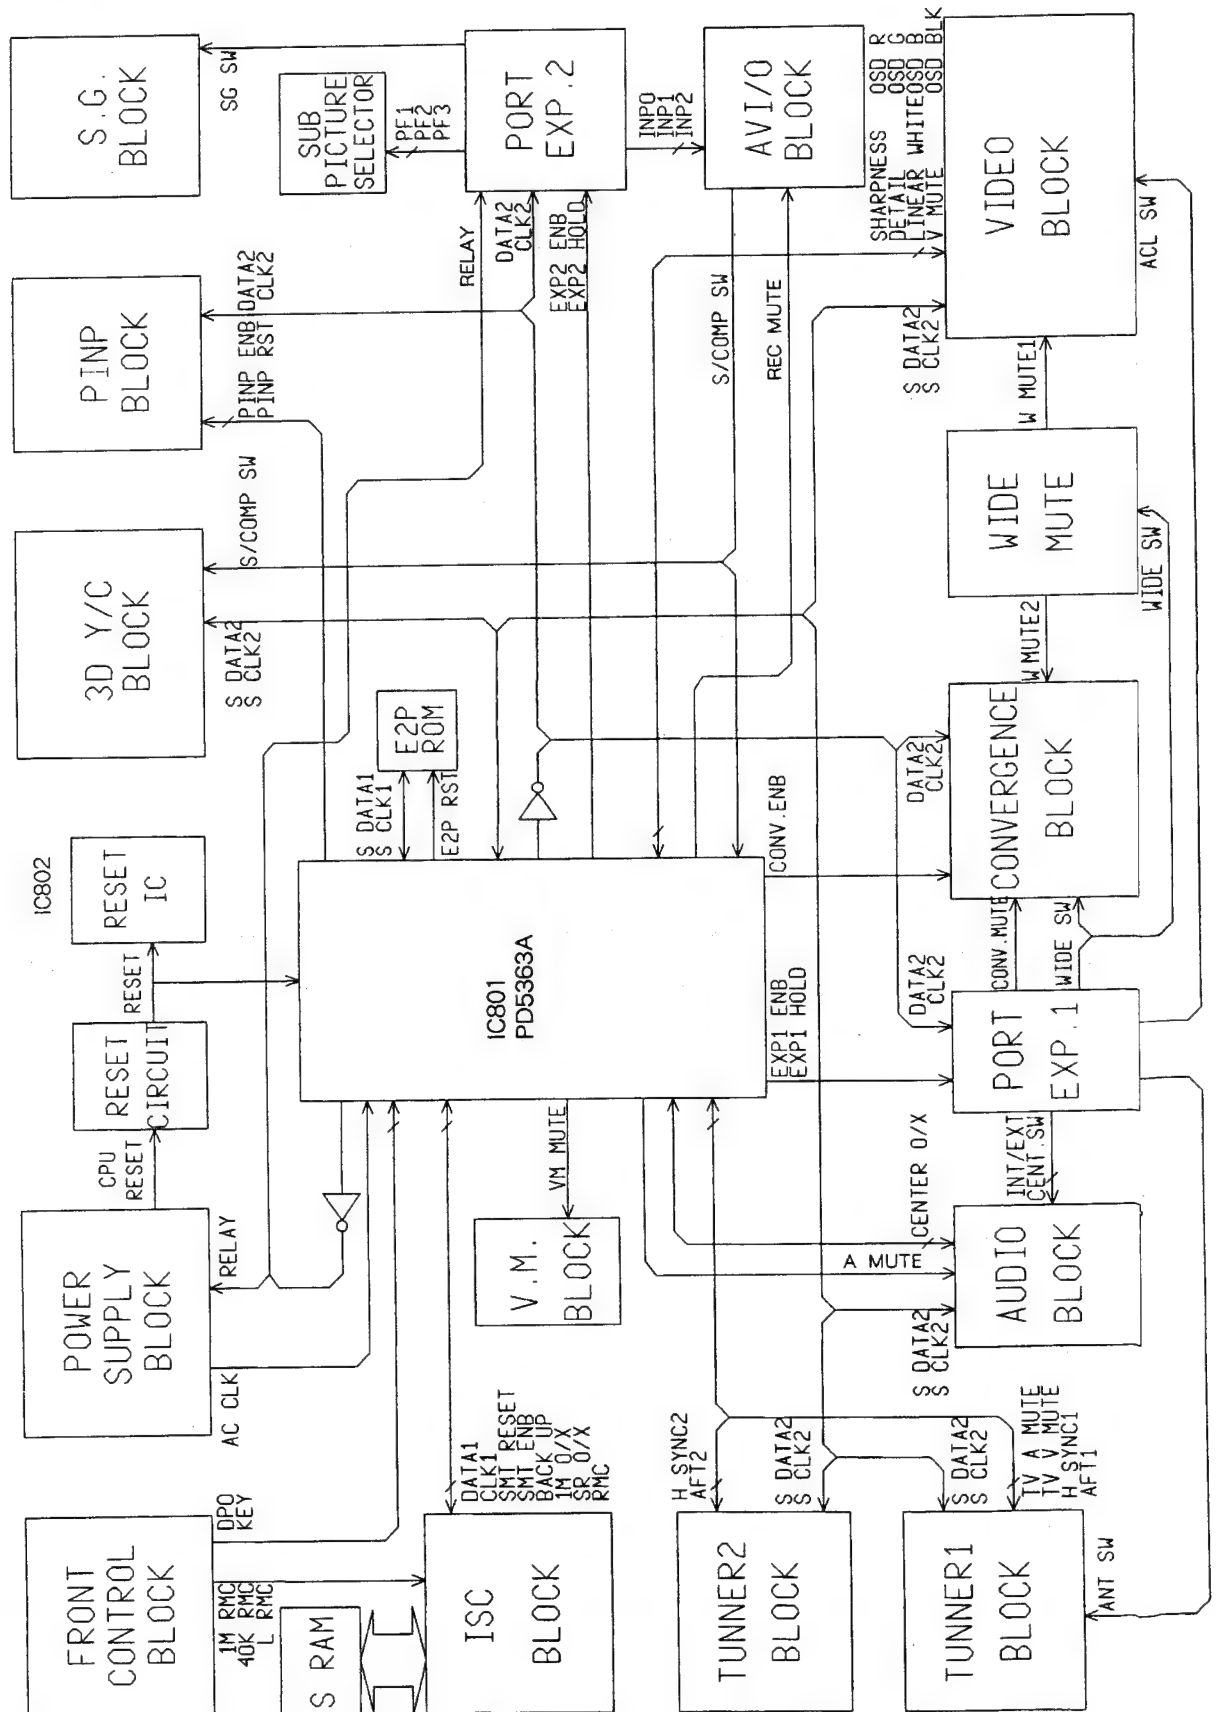 S.G.
BLOCK
SG SW
SUB
PICTURE
SELECTOR
PF1
PF2
PF3
PORT
EXP.2
INP0
INP1
INP2
AVI/O
BLOCK
SHARPNESS
DETAIL
LINEAR WHITE
V MUTE
OSD R
OSD G
OSD B
OSD BLK
VIDEO
BLOCK
ACL SW
PINP
BLOCK
PINP ENB
PINP RST
DATA2
CLK2
RELAY
DATA2
CLK2
EXP2 ENB
EXP2 HOLD
S/COMP SW
REC MUTE
S DATA2
S CLK2
W MUTE1
WIDE
MUTE
WIDE SW
W MUTE2
3D Y/C
BLOCK
S/COMP SW
S DATA2
S CLK2
E2P
ROM
S DATA1
S CLK1
E2P RST
CONV.ENB
DATA2
CLK2
CONVERGENCE
BLOCK
CONV.MUTE
WIDE SW
IC802
RESET
IC
RESET
RESET
CIRCUIT
CPU
RESET
IC801
PD5363A
EXP1 ENB
EXP1 HOLD
DATA2
CLK2
PORT
EXP.1
INT/EXT
CENT.SW
POWER
SUPPLY
BLOCK
RELAY
AC CLK
VM MUTE
V.M.
BLOCK
CENTER O/X
A MUTE
S DATA2
S CLK2
AUDIO
BLOCK
FRONT
CONTROL
BLOCK
DPO
KEY
1M RMC
40K RMC
L RMC
S RAM
DATA1
CLK1
SMT RESET
SMT ENB
BACK UP
1M O/X
SR O/X
RMC
ISC
BLOCK
H SYNC2
AFT2
S DATA2
S CLK2
TUNNER2
BLOCK
S DATA2
S CLK2
TV A MUTE
TV V MUTE
H SYNC1
AFT1
TUNNER1
BLOCK
ANT SW